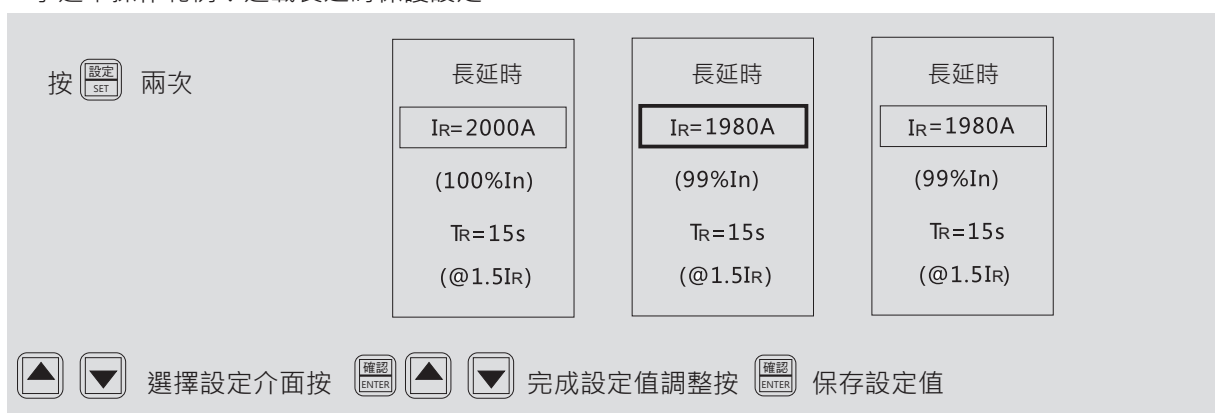 按 設定 SET 兩次
長延時
IR=2000A
(100%In)
TR=15s
(@1.5IR)
長延時
IR=1980A
(99%In)
TR=15s
(@1.5IR)
長延時
IR=1980A
(99%In)
TR=15s
(@1.5IR)
選擇設定介面按 確認 ENTER 完成設定值調整按 確認 ENTER 保存設定值